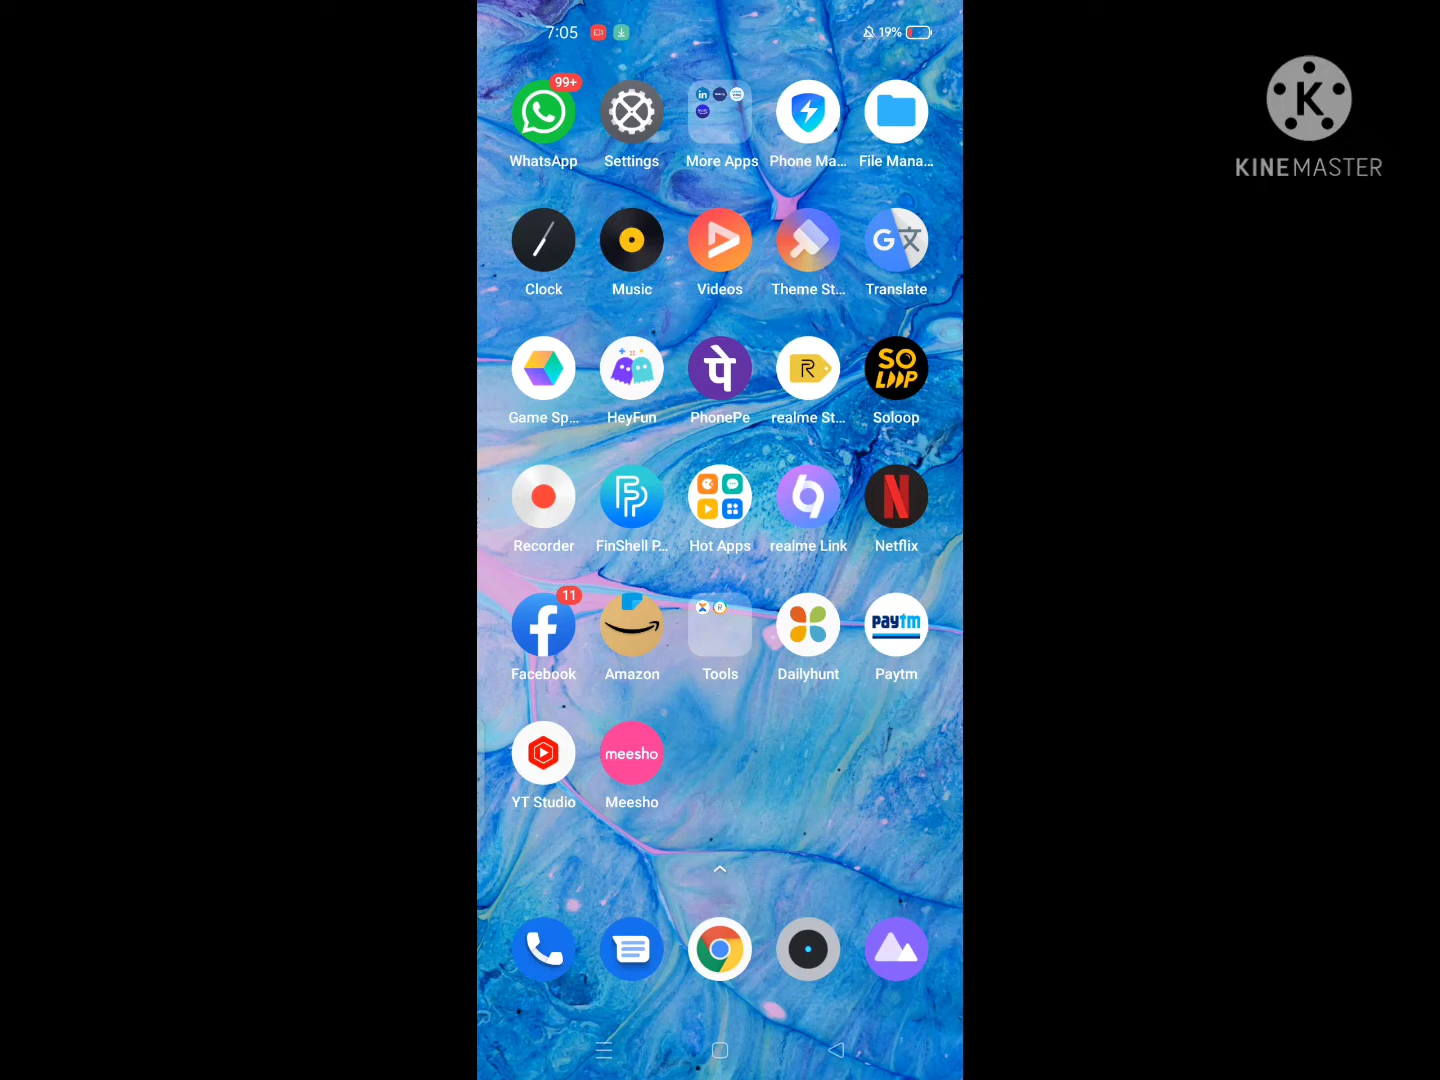 7:05
19%
K
KINEMASTER
99+
WhatsApp
Settings
More Apps
Phone Ma...
File Mana...
G 文
Clock
Music
Videos
Theme St...
Translate
पे
R
SO
LOOP
Game Sp...
HeyFun
PhonePe
realme St...
Soloop
N
Recorder
FinShell P...
Hot Apps
realme Link
Netflix
11
f
in
R
paytm
Facebook
Amazon
Tools
Dailyhunt
Paytm
meesho
YT Studio
Meesho